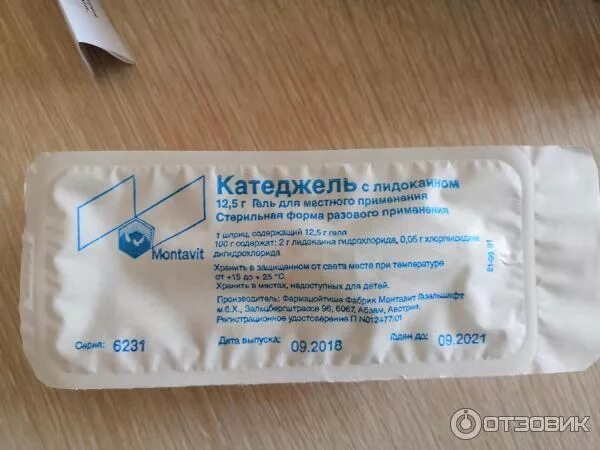 Катеджель с лидокаином
12,5 г Гель для местного применения
Стерильная форма разового применения
Montavit
1 шприц, содержащий 12,5 г геля
100 г содержат: 2 г лидокаина гидрохлорида, 0,05 г хлоргексидина
дигидрохлорида
Хранить в защищенном от света месте при температуре
от +15 до + 25 °C.
Хранить в местах, недоступных для детей.
Производитель: Фармацойтише Фабрик Монтавит Гезельшафт
м.б.Х., Зальцбергштрассе 96, 6067, Абзам, Австрия.
Регистрационное удостоверение П N012477/01
Серия: 6231 Дата выпуска: 09.2018 Годен до: 09.2021
ОТЗОВИК